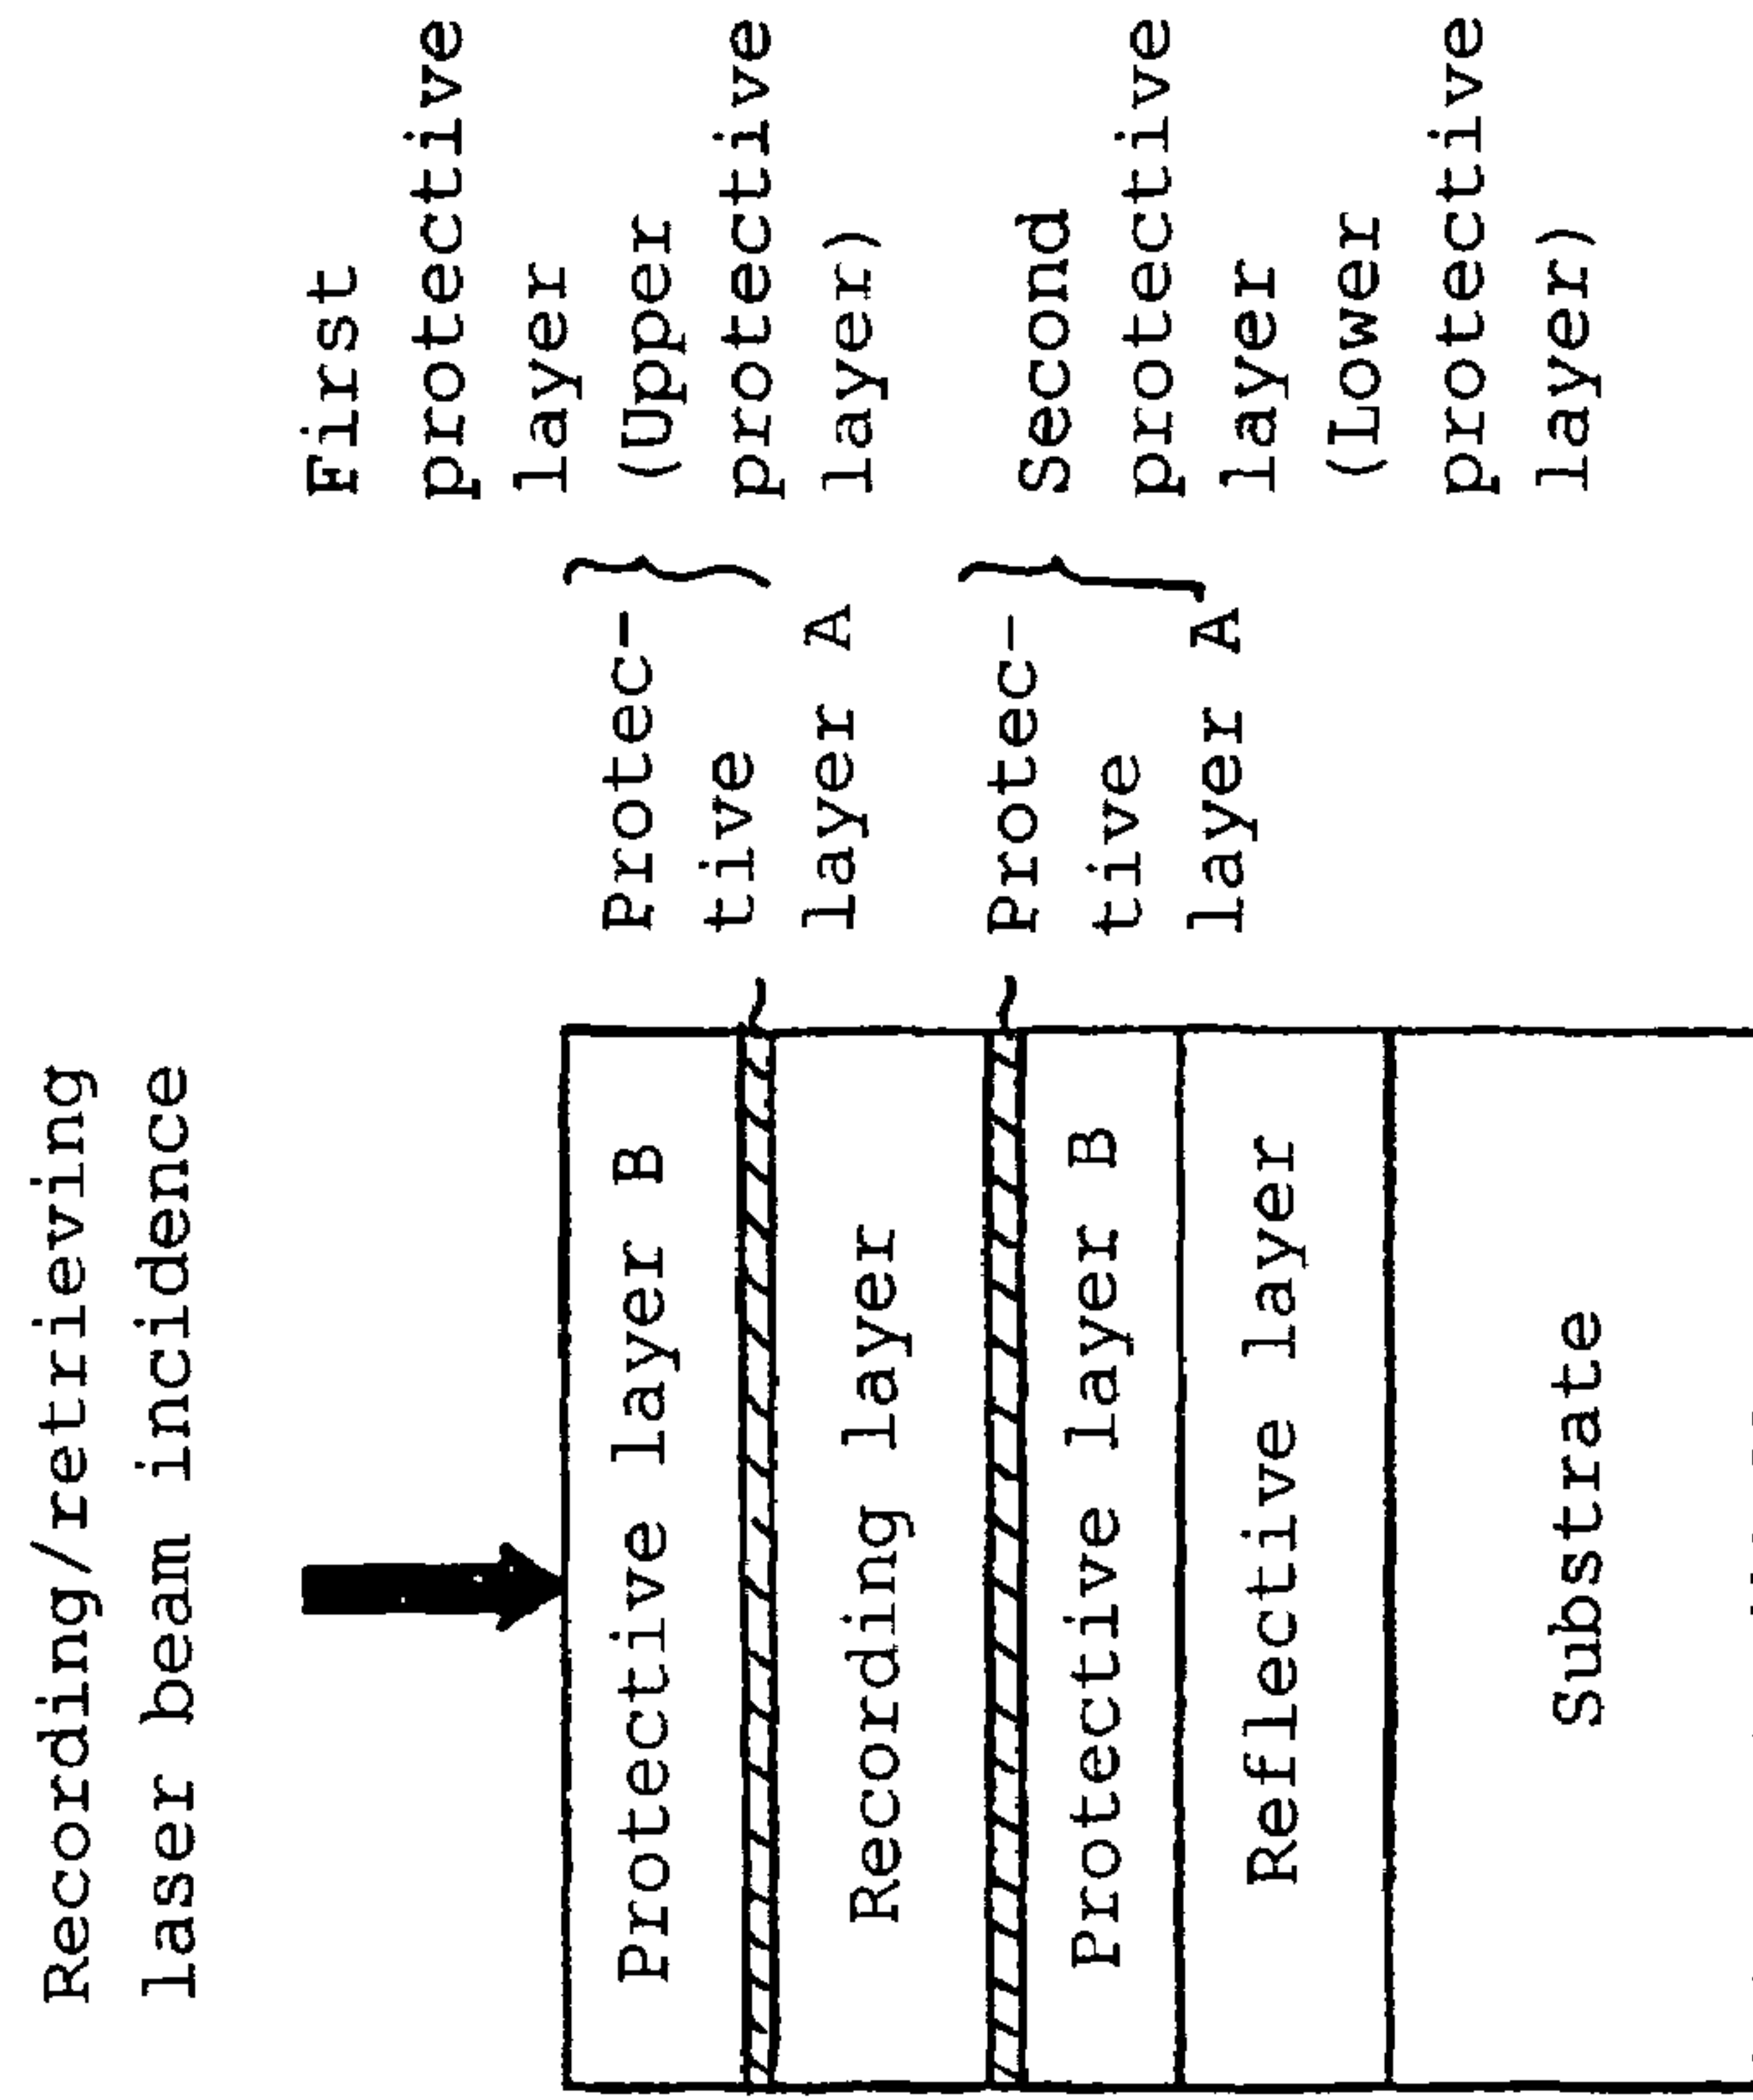 Recording/retrieving
laser beam incidence
First
protective
layer
(Upper
protective
layer)
Protec-
tive
layer A
Second
protective
layer
(Lower
protective
layer)
Protec-
tive
layer A
Protective layer B
Recording layer
Protective layer B
Reflective layer
Substrate